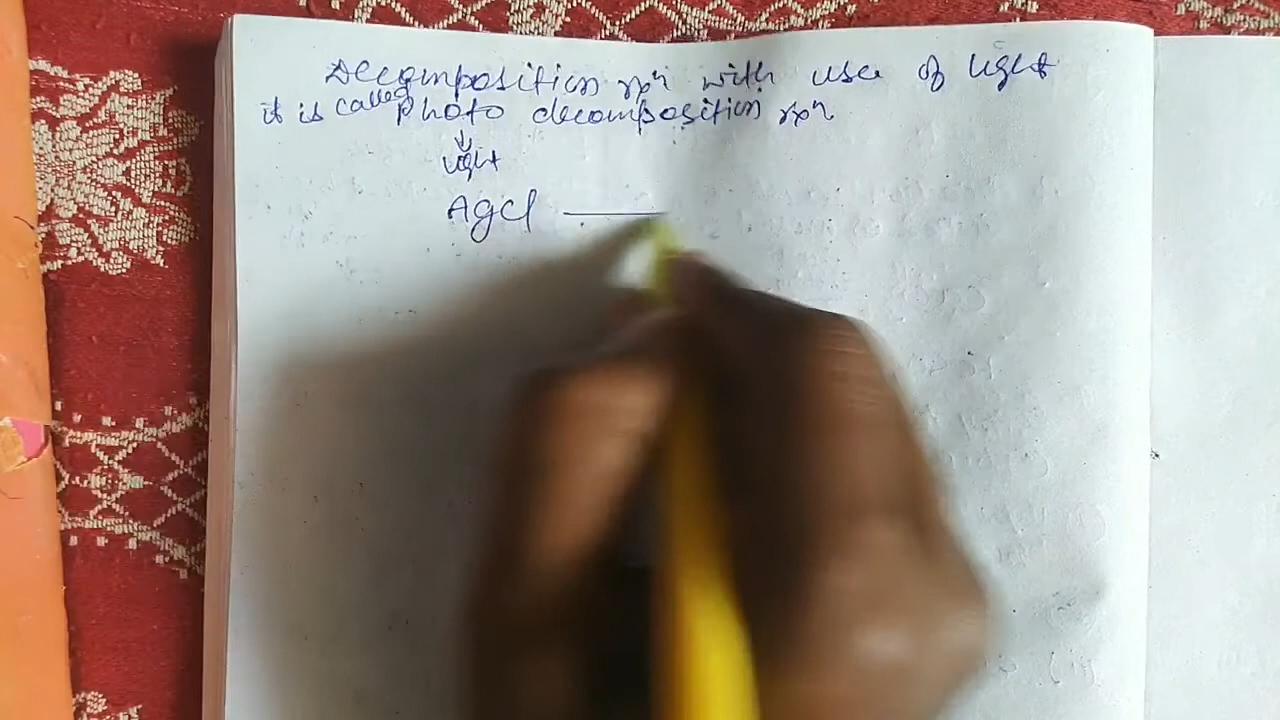 Decomposition rxn with use of light
it is called photo decomposition rxn
↓
light
AgCl